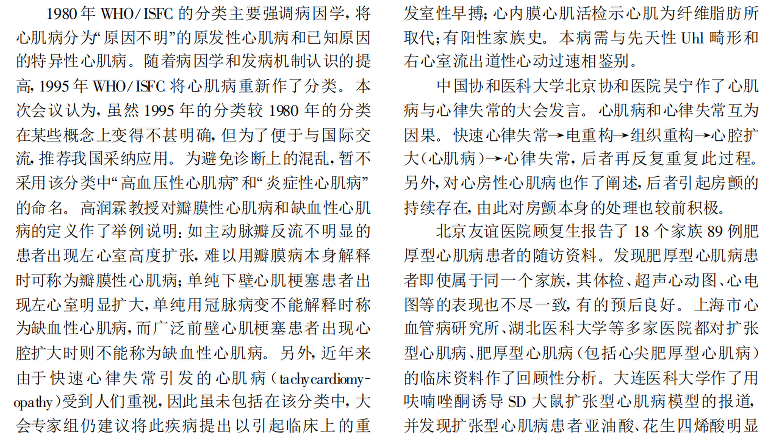 1980 年 WHO/ISFC 的分类主要强调病因学, 将
心肌病分为“原因不明”的原发性心肌病和已知原因
的特异性心肌病。随着病因学和发病机制认识的提
高, 1995 年 WHO/ISFC 将心肌病重新作了分类。本
次会议认为, 虽然 1995 年的分类较 1980 年的分类
在某些概念上变得不甚明确, 但为了便于与国际交
流, 推荐我国采纳应用。为避免诊断上的混乱, 暂不
采用该分类中“高血压性心肌病”和“炎症性心肌病”
的命名。高润霖教授对瓣膜性心肌病和缺血性心肌
病的定义作了举例说明; 如主动脉瓣反流不明显的
患者出现左心室高度扩张, 难以用瓣膜病本身解释
时可称为瓣膜性心肌病; 单纯下壁心肌梗塞患者出
现左心室明显扩大, 单纯用冠脉病变不能解释时称
为缺血性心肌病, 而广泛前壁心肌梗塞患者出现心
腔扩大时则不能称为缺血性心肌病。另外, 近年来
由于快速心律失常引发的心肌病 (tachycardiomy-
opathy) 受到人们重视, 因此虽未包括在该分类中, 大
会专家组仍建议将此疾病提出以引起临床上的重
发室性早搏; 心内膜心肌活检示心肌为纤维脂肪所
取代; 有阳性家族史。本病需与先天性 Uhl 畸形和
右心室流出道性心动过速相鉴别。
中国协和医科大学北京协和医院吴宁作了心肌
病与心律失常的大会发言。心肌病和心律失常互为
因果。快速心律失常→电重构→组织重构→心腔扩
大(心肌病)→心律失常, 后者再反复重复此过程。
另外, 对心房性心肌病也作了阐述, 后者引起房颤的
持续存在, 由此对房颤本身的处理也较前积极。
北京友谊医院顾复生报告了 18 个家族 89 例肥
厚型心肌病患者的随访资料。发现肥厚型心肌病患
者即使属于同一个家族, 其体检、超声心动图、心电
图等的表现也不尽一致, 有的预后良好。上海市心
血管病研究所、湖北医科大学等多家医院都对扩张
型心肌病、肥厚型心肌病(包括心尖肥厚型心肌病)
的临床资料作了回顾性分析。大连医科大学作了用
呋喃唑酮诱导 SD 大鼠扩张型心肌病模型的报道,
并发现扩张型心肌病患者亚油酸、花生四烯酸明显